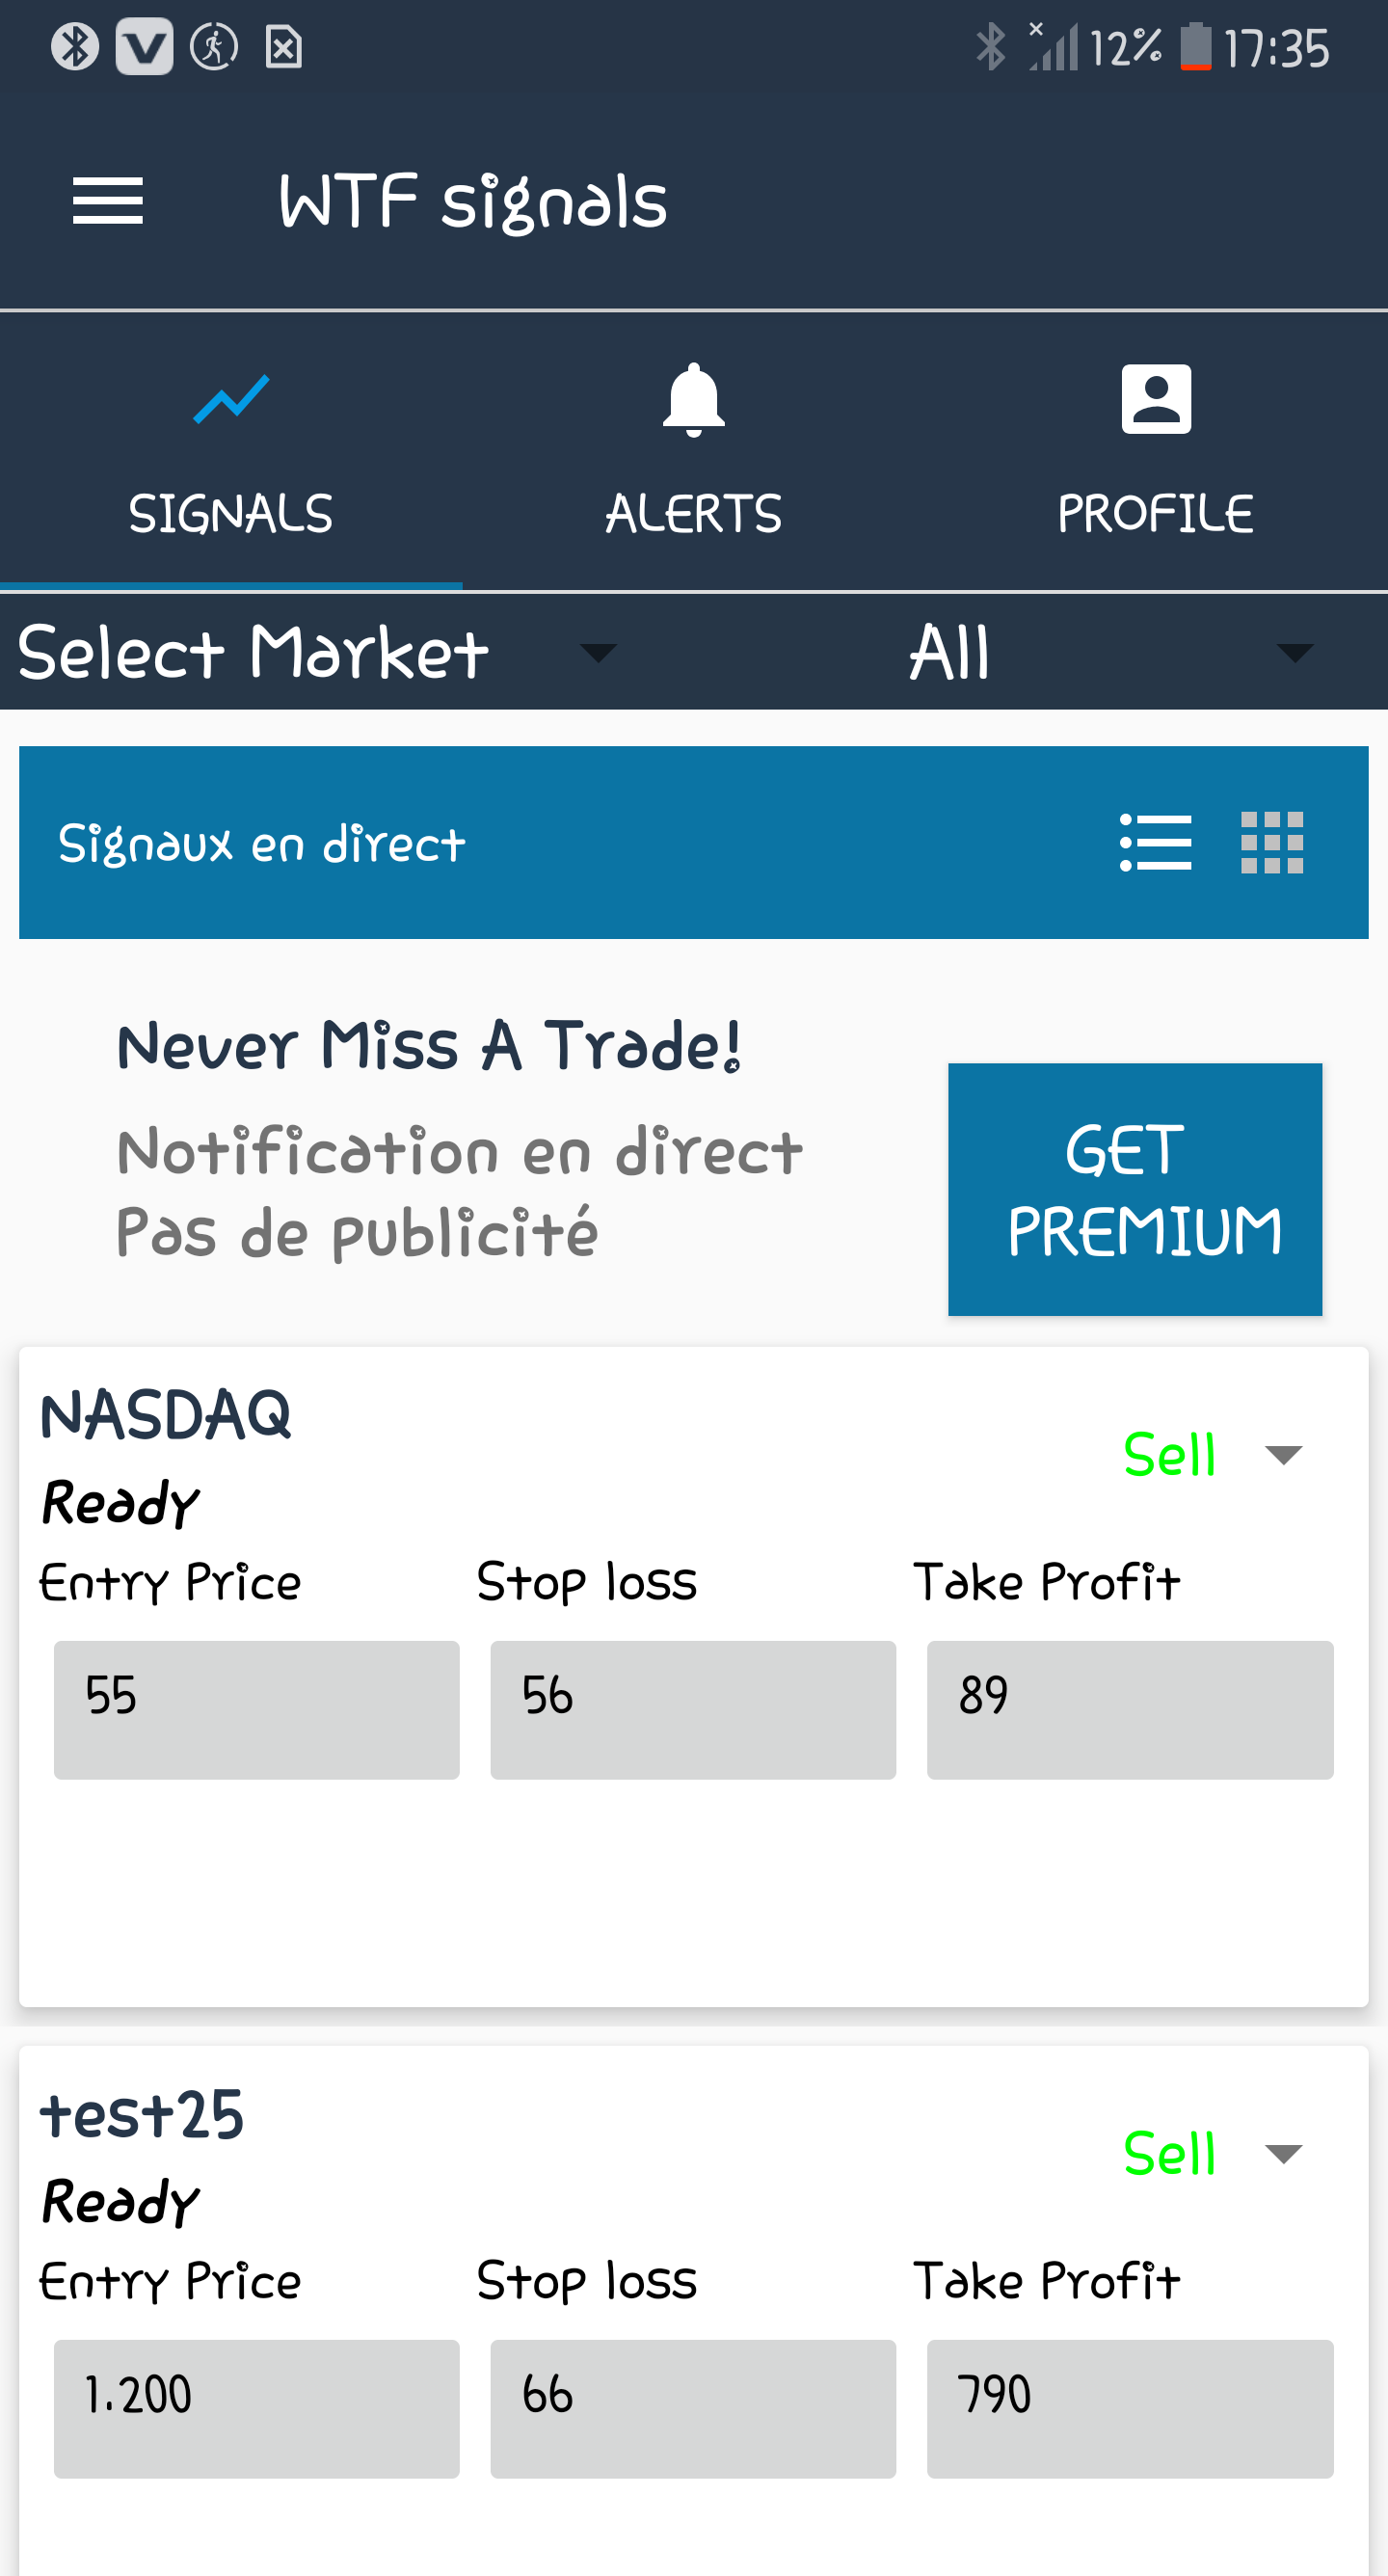 12% 17:35
WTF signals
SIGNALS ALERTS PROFILE
Select Market All
Signaux en direct
Never Miss A Trade!
Notification en direct
Pas de publicité
GET
PREMIUM
NASDAQ
Sell
Ready
Entry Price Stop loss Take Profit
55 56 89
test25
Sell
Ready
Entry Price Stop loss Take Profit
1.200 66 790